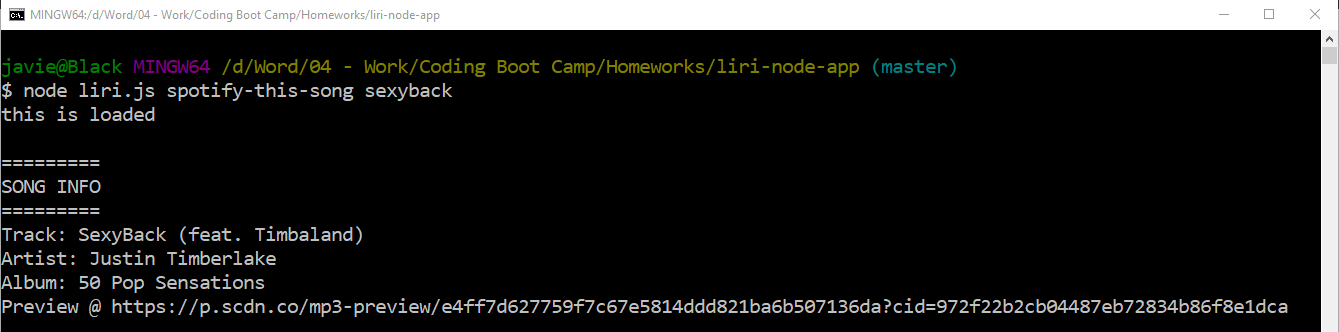 MINGW64:/d/Word/04 - Work/Coding Boot Camp/Homeworks/liri-node-app
javie@Black MINGW64 /d/Word/04 - Work/Coding Boot Camp/Homeworks/liri-node-app (master)
$ node liri.js spotify-this-song sexyback
this is loaded
=========
SONG INFO
=========
Track: SexyBack (feat. Timbaland)
Artist: Justin Timberlake
Album: 50 Pop Sensations
Preview @ https://p.scdn.co/mp3-preview/e4ff7d627759f7c67e5814ddd821ba6b507136da?cid=972f22b2cb04487eb72834b86f8e1dca